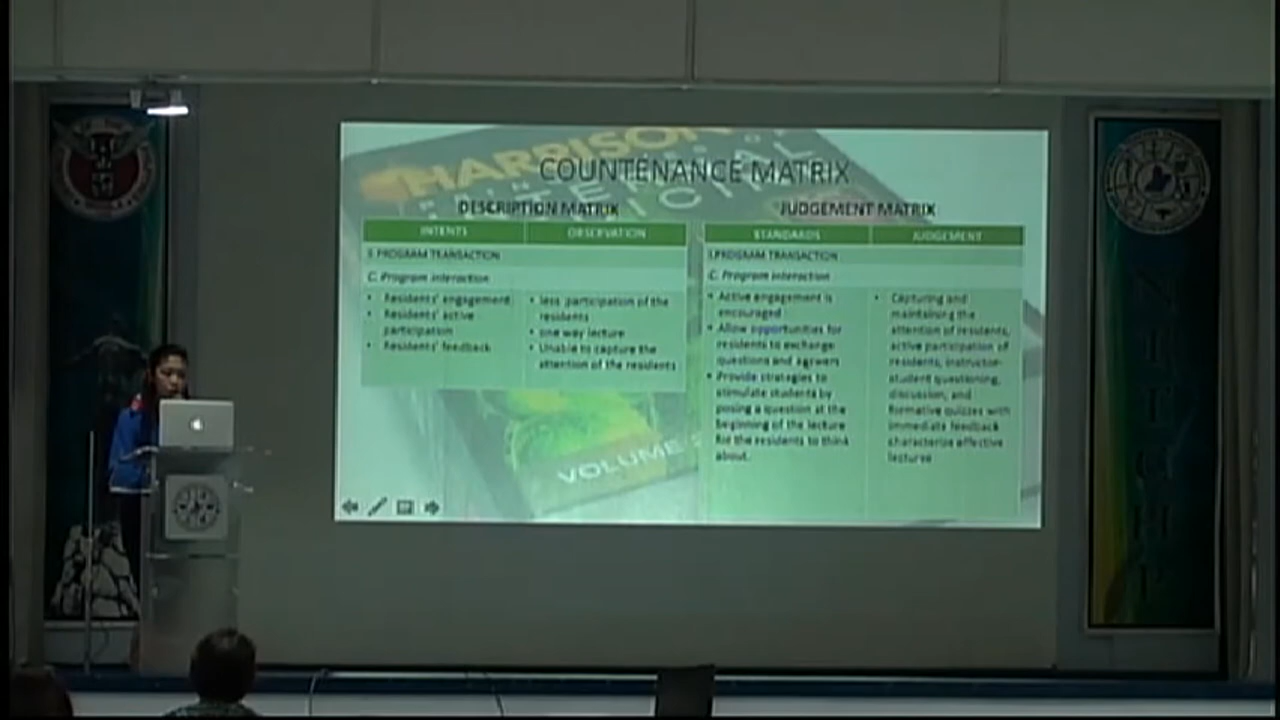 HARRISON
COUNTENANCE MATRIX
DESCRIPTION MATRIX
INTENTS
OBSERVATION
PROGRAM TRANSACTION
C. Program interaction
• Residents' engagement
• Residents' active
participation
• Residents' feedback
• less participation of the
residents
• one way lecture
• Unable to capture the
attention of the residents
VOLUME
JUDGEMENT MATRIX
STANDARDS
JUDGEMENT
PROGRAM TRANSACTION
C. Program interaction
• Active engagement is
encouraged
• Allow opportunities for
residents to exchange
questions and answers
• Provide strategies to
stimulate students by
posing a question at the
beginning of the lecture
for the residents to think
about.
• Capturing and
maintaining the
attention of residents,
active participation of
residents, instructor-
student questioning,
discussion, and
formative quizzes with
immediate feedback
characterize effective
lectures